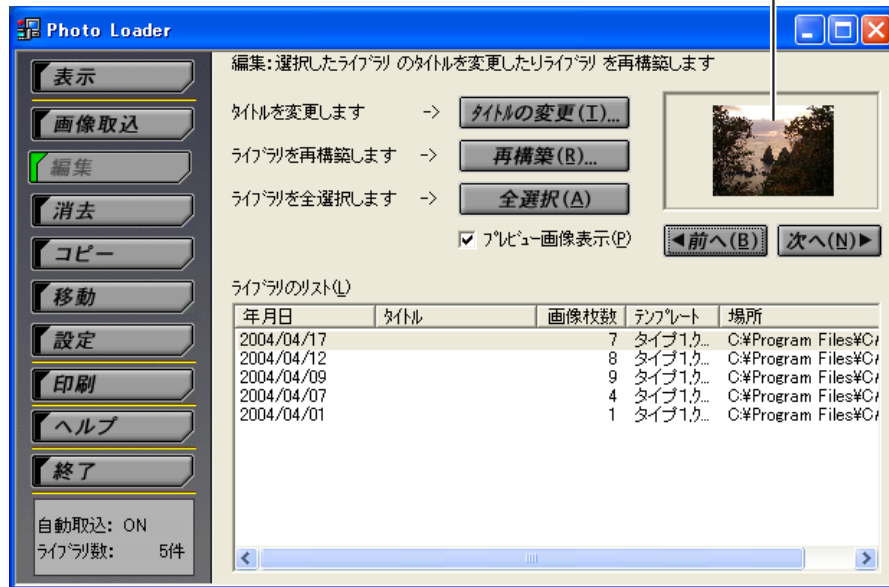 Photo Loader
表示
画像取込
編集
消去
コピー
移動
設定
印刷
ヘルプ
終了
自動取込: ON
ライブラリ数: 5件
編集:選択したライブラリ のタイトルを変更したりライブラリ を再構築します
タイトルを変更します -> タイトルの変更(T)...
ライブラリを再構築します -> 再構築(R)...
ライブラリを全選択します -> 全選択(A)
プレビュー画像表示(P)
前へ(B) 次へ(N)
ライブラリのリスト(L)
年月日 タイトル 画像枚数 テンプレート 場所
2004/04/17 7 タイプ1,ク... C:¥Program Files¥CA
2004/04/12 8 タイプ1,ク... C:¥Program Files¥CA
2004/04/09 9 タイプ1,ク... C:¥Program Files¥CA
2004/04/07 4 タイプ1,ク... C:¥Program Files¥CA
2004/04/01 1 タイプ1,ク... C:¥Program Files¥CA